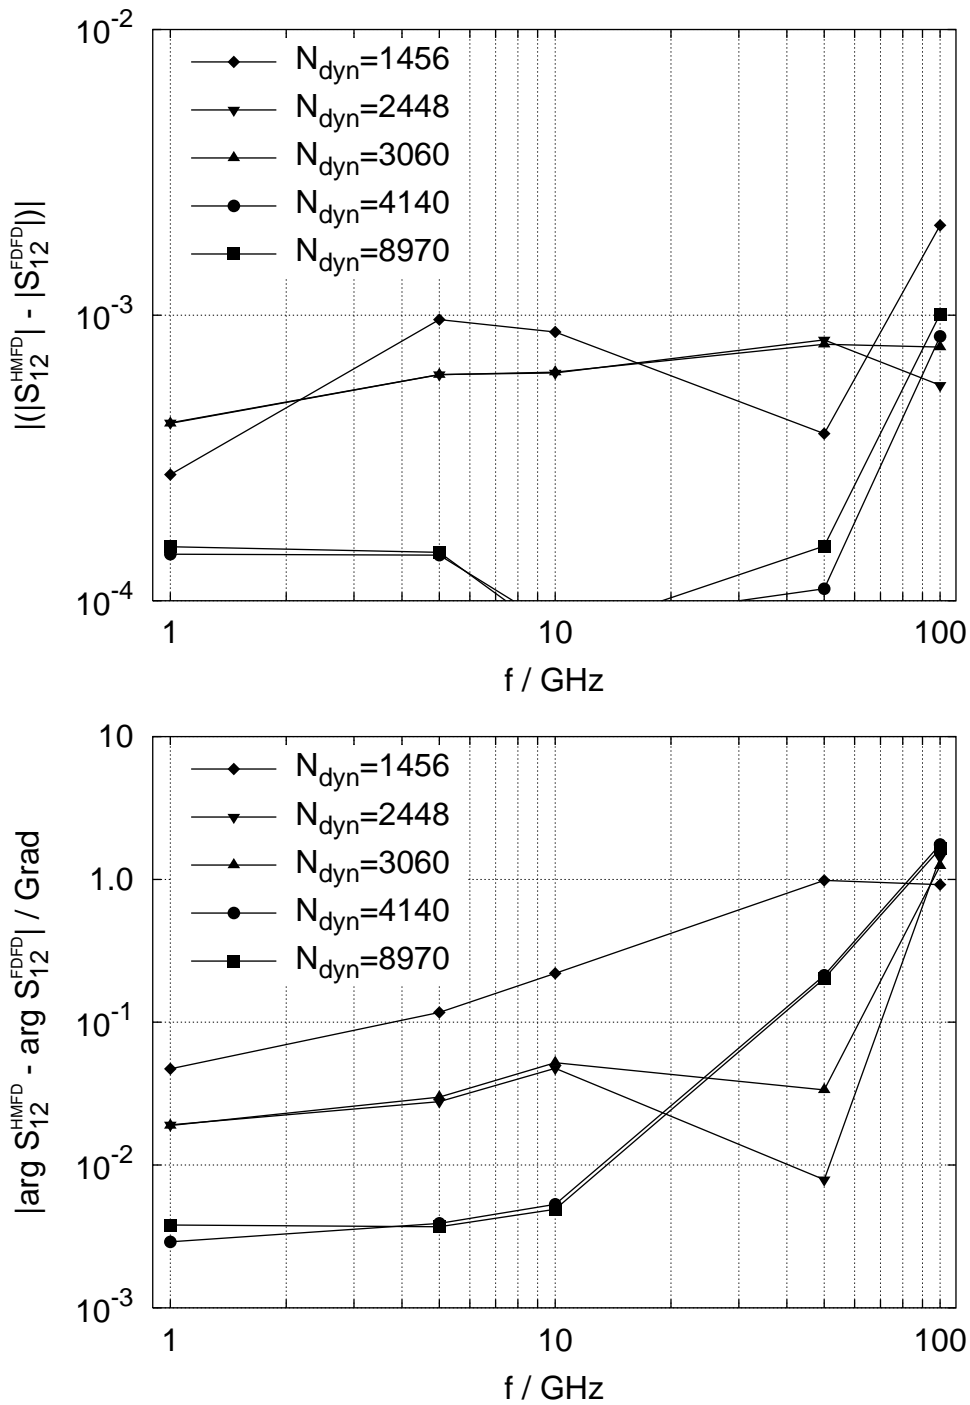 10^-2
N_dyn=1456
N_dyn=2448
N_dyn=3060
N_dyn=4140
N_dyn=8970
|(|S_12^HMFD| - |S_12^FDFD|)|
10^-3
10^-4
1 10 100
f / GHz
10
N_dyn=1456
N_dyn=2448
N_dyn=3060
N_dyn=4140
N_dyn=8970
|arg S_12^HMFD - arg S_12^FDFD| / Grad
1.0
10^-1
10^-2
10^-3
1 10 100
f / GHz